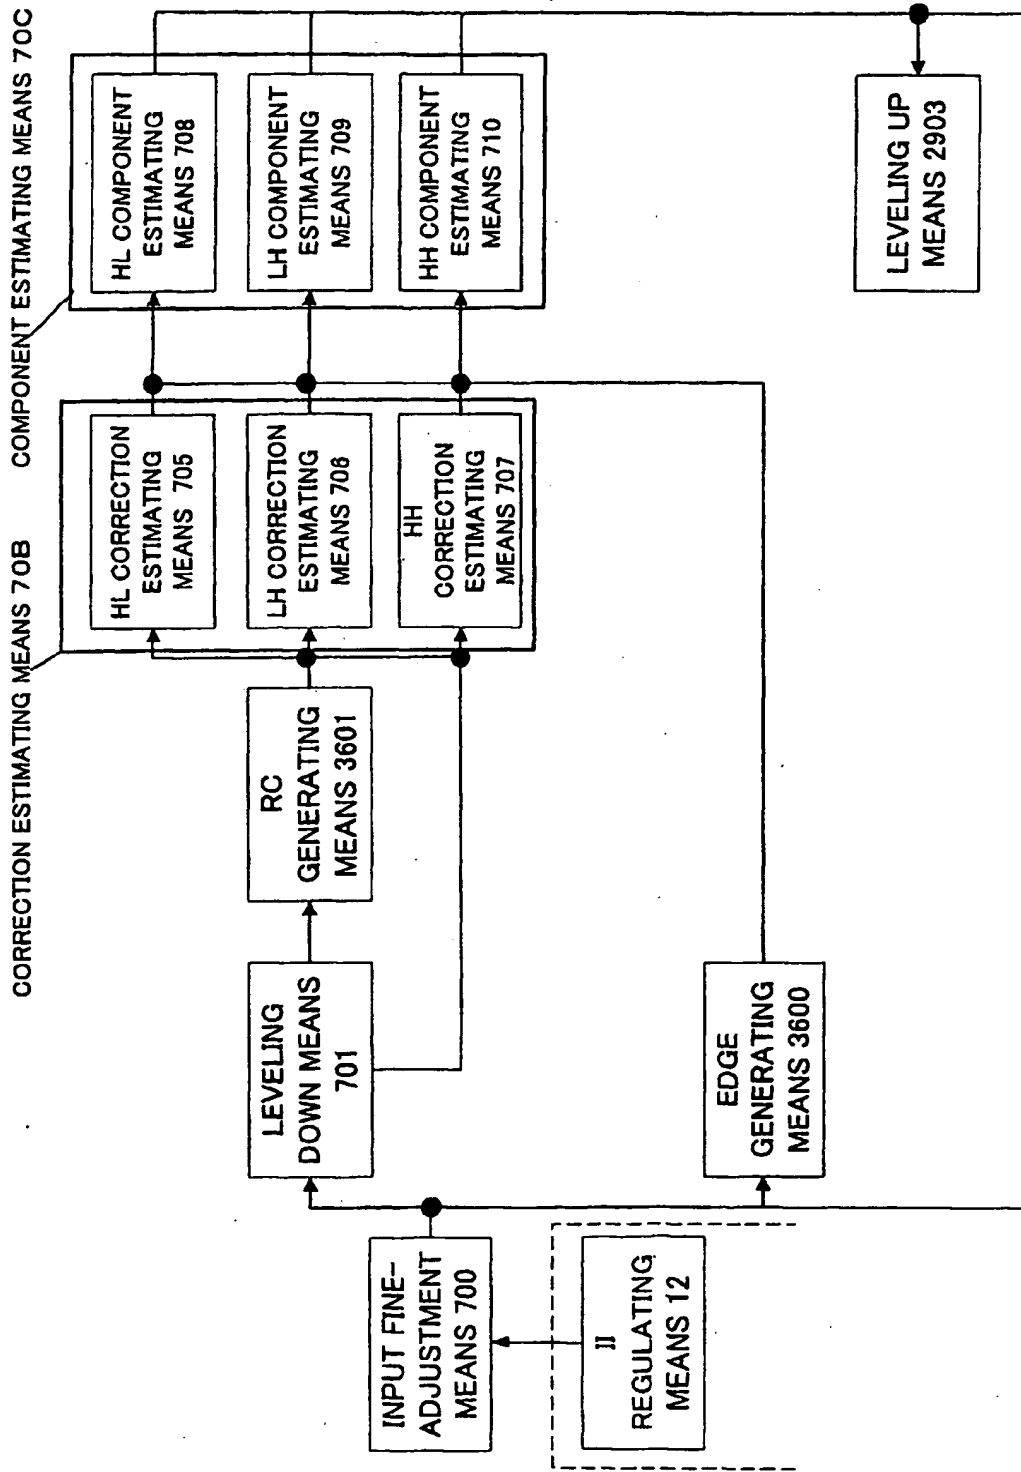 CORRECTION ESTIMATING MEANS 70B
COMPONENT ESTIMATING MEANS 70C
HL CORRECTION
ESTIMATING
MEANS 705
HL COMPONENT
ESTIMATING
MEANS 708
LEVELING
DOWN MEANS
701
RC
GENERATING
MEANS 3601
LH CORRECTION
ESTIMATING
MEANS 706
LH COMPONENT
ESTIMATING
MEANS 709
INPUT FINE-
ADJUSTMENT
MEANS 700
HH
CORRECTION
ESTIMATING
MEANS 707
HH COMPONENT
ESTIMATING
MEANS 710
II
REGULATING
MEANS 12
EDGE
GENERATING
MEANS 3600
LEVELING UP
MEANS 2903